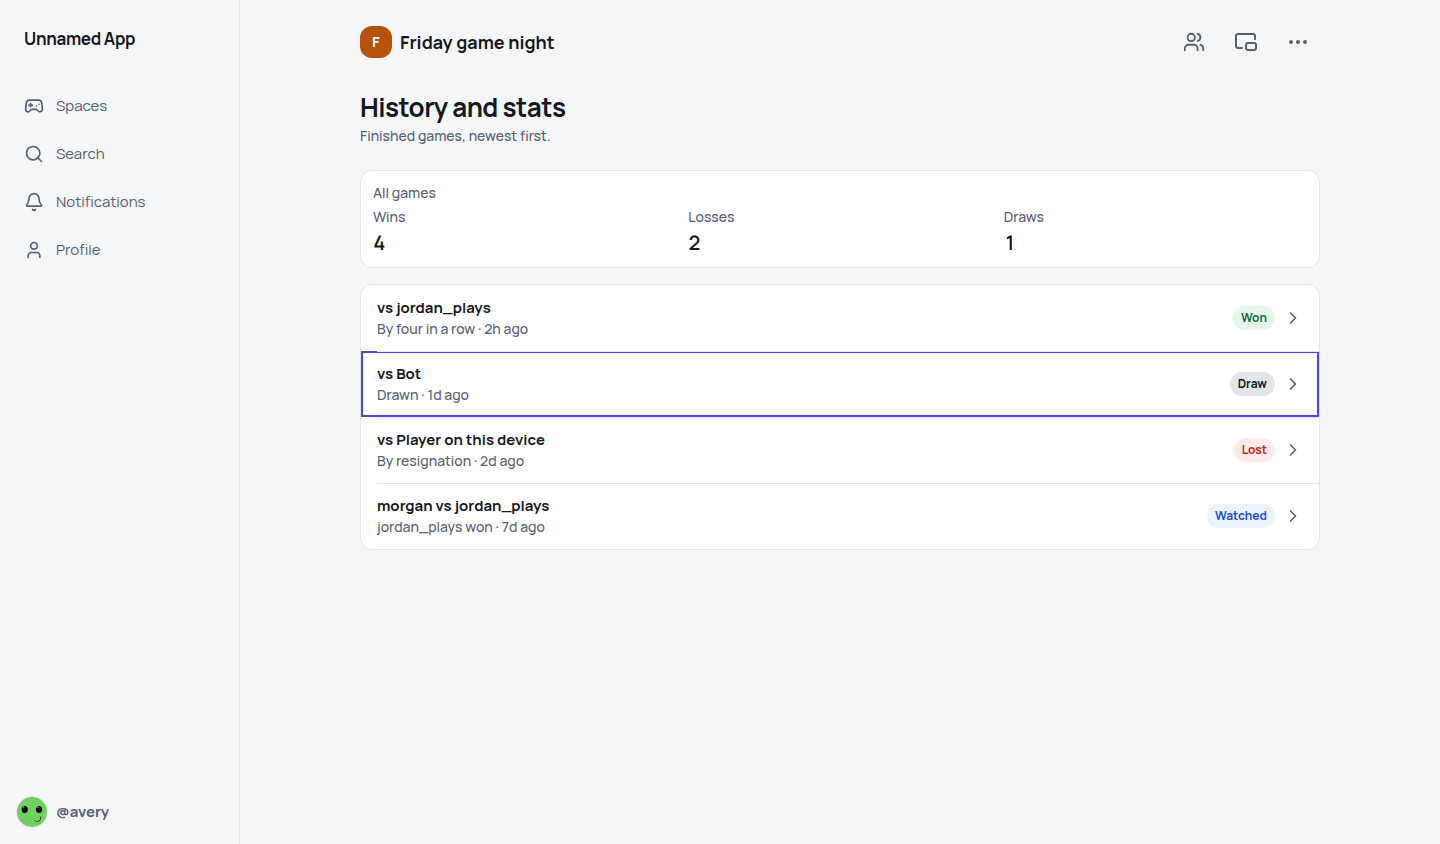 Unnamed App
Spaces
Search
Notifications
Profile
@avery
F
Friday game night
History and stats
Finished games, newest first.
All games
Wins
Losses
Draws
4
2
1
vs jordan_plays
By four in a row · 2h ago
Won
vs Bot
Drawn · 1d ago
Draw
vs Player on this device
By resignation · 2d ago
Lost
morgan vs jordan_plays
jordan_plays won · 7d ago
Watched